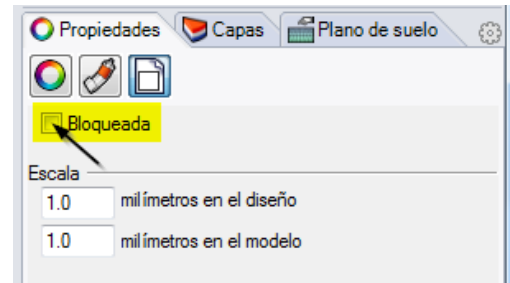 Propiedades Capas Plano de suelo
Bloqueada
Escala
1.0 milímetros en el diseño
1.0 milímetros en el modelo